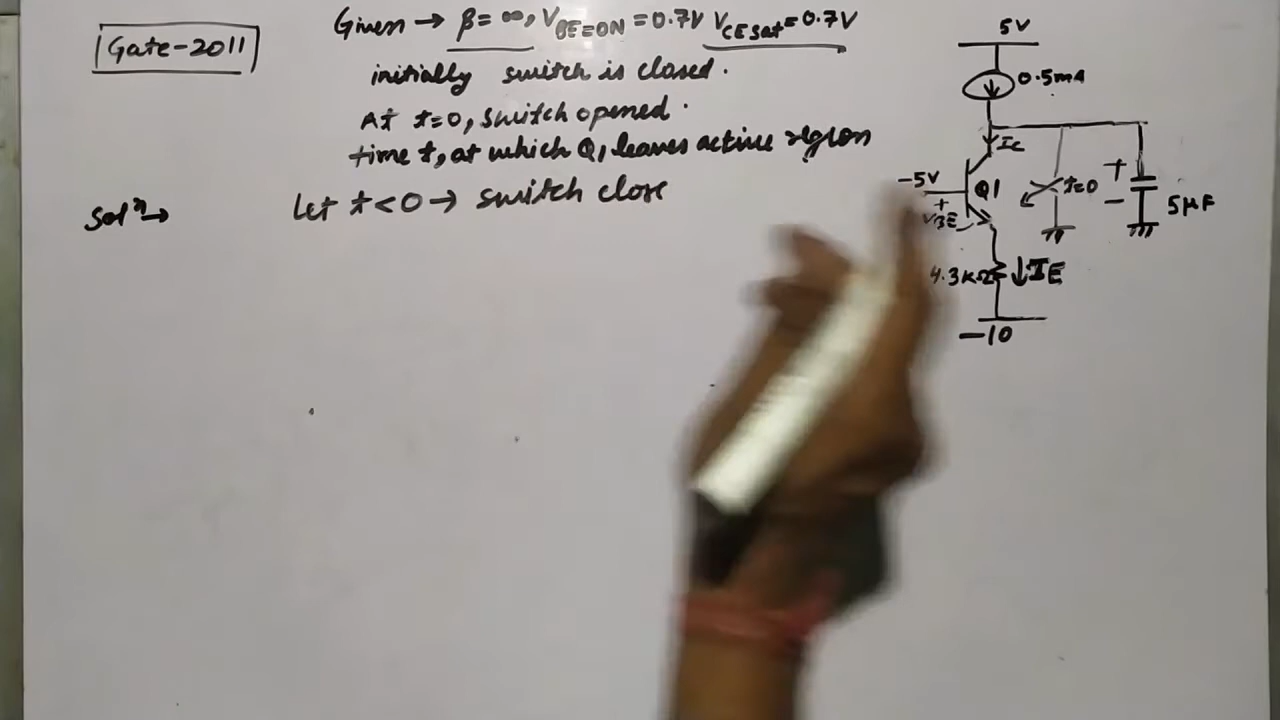 Gate-2011
Given → β = ∞, VBE=ON = 0.7V VCE sat = 0.7V
initially switch is closed.
At t=0, switch opened.
time t, at which Q1 leaves active region
Solⁿ→ Let t<0 → switch close
5V
0.5mA
IC
-5V
Q1
t=0
+
-
5μF
+
VBE
-
4.3kΩ
↓IE
-10